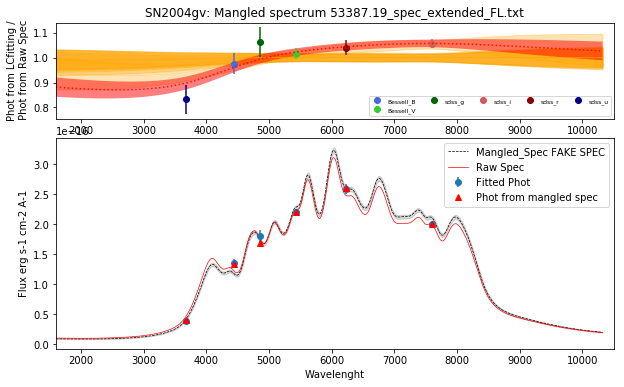 SN2004gv: Mangled spectrum 53387.19_spec_extended_FL.txt
Phot from LCfitting /
Phot from Raw Spec
1.1
1.0
0.9
0.8
Bessell_B
Bessell_V
sdss_g
sdss_i
sdss_r
sdss_u
2000 3000 4000 5000 6000 7000 8000 9000 10000
1e−16
Flux erg s-1 cm-2 A-1
3.0
2.5
2.0
1.5
1.0
0.5
0.0
Mangled_Spec FAKE SPEC
Raw Spec
Fitted Phot
Phot from mangled spec
2000 3000 4000 5000 6000 7000 8000 9000 10000
Wavelenght